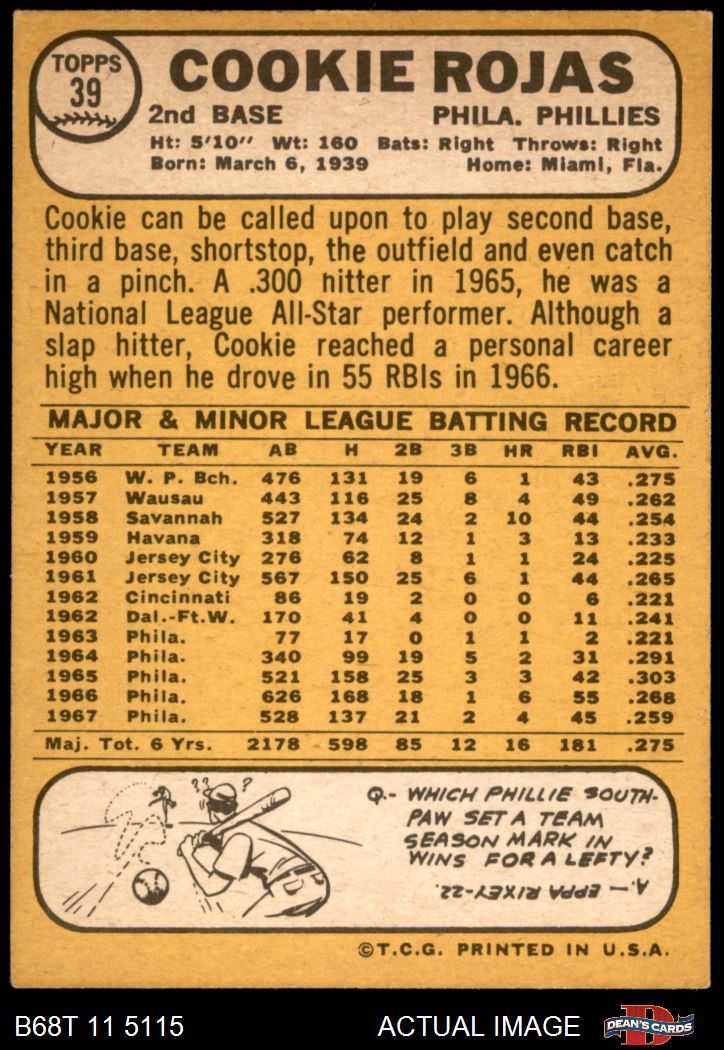 TOPPS
39
COOKIE ROJAS
2nd BASE PHILA. PHILLIES
Ht: 5'10" Wt: 160 Bats: Right Throws: Right
Born: March 6, 1939 Home: Miami, Fla.
Cookie can be called upon to play second base,
third base, shortstop, the outfield and even catch
in a pinch. A .300 hitter in 1965, he was a
National League All-Star performer. Although a
slap hitter, Cookie reached a personal career
high when he drove in 55 RBIs in 1966.
MAJOR & MINOR LEAGUE BATTING RECORD
YEAR TEAM AB H 2B 3B HR RBI AVG.
1956 W. P. Bch. 476 131 19 6 1 43 .275
1957 Wausau 443 116 25 8 4 49 .262
1958 Savannah 527 134 24 2 10 44 .254
1959 Havana 318 74 12 1 3 13 .233
1960 Jersey City 276 62 8 1 1 24 .225
1961 Jersey City 567 150 25 6 1 44 .265
1962 Cincinnati 86 19 2 0 0 6 .221
1962 Dal.-Ft.W. 170 41 4 0 0 11 .241
1963 Phila. 77 17 0 1 1 2 .221
1964 Phila. 340 99 19 5 2 31 .291
1965 Phila. 521 158 25 3 3 42 .303
1966 Phila. 626 168 18 1 6 55 .268
1967 Phila. 528 137 21 2 4 45 .259
Maj. Tot. 6 Yrs. 2178 598 85 12 16 181 .275
?? ?
Q.- WHICH PHILLIE SOUTH-
PAW SET A TEAM
SEASON MARK IN
WINS FOR A LEFTY?
A. — EPPA RIXEY-22.
©T.C.G. PRINTED IN U.S.A.
B68T 11 5115 ACTUAL IMAGE D DEAN'S CARDS